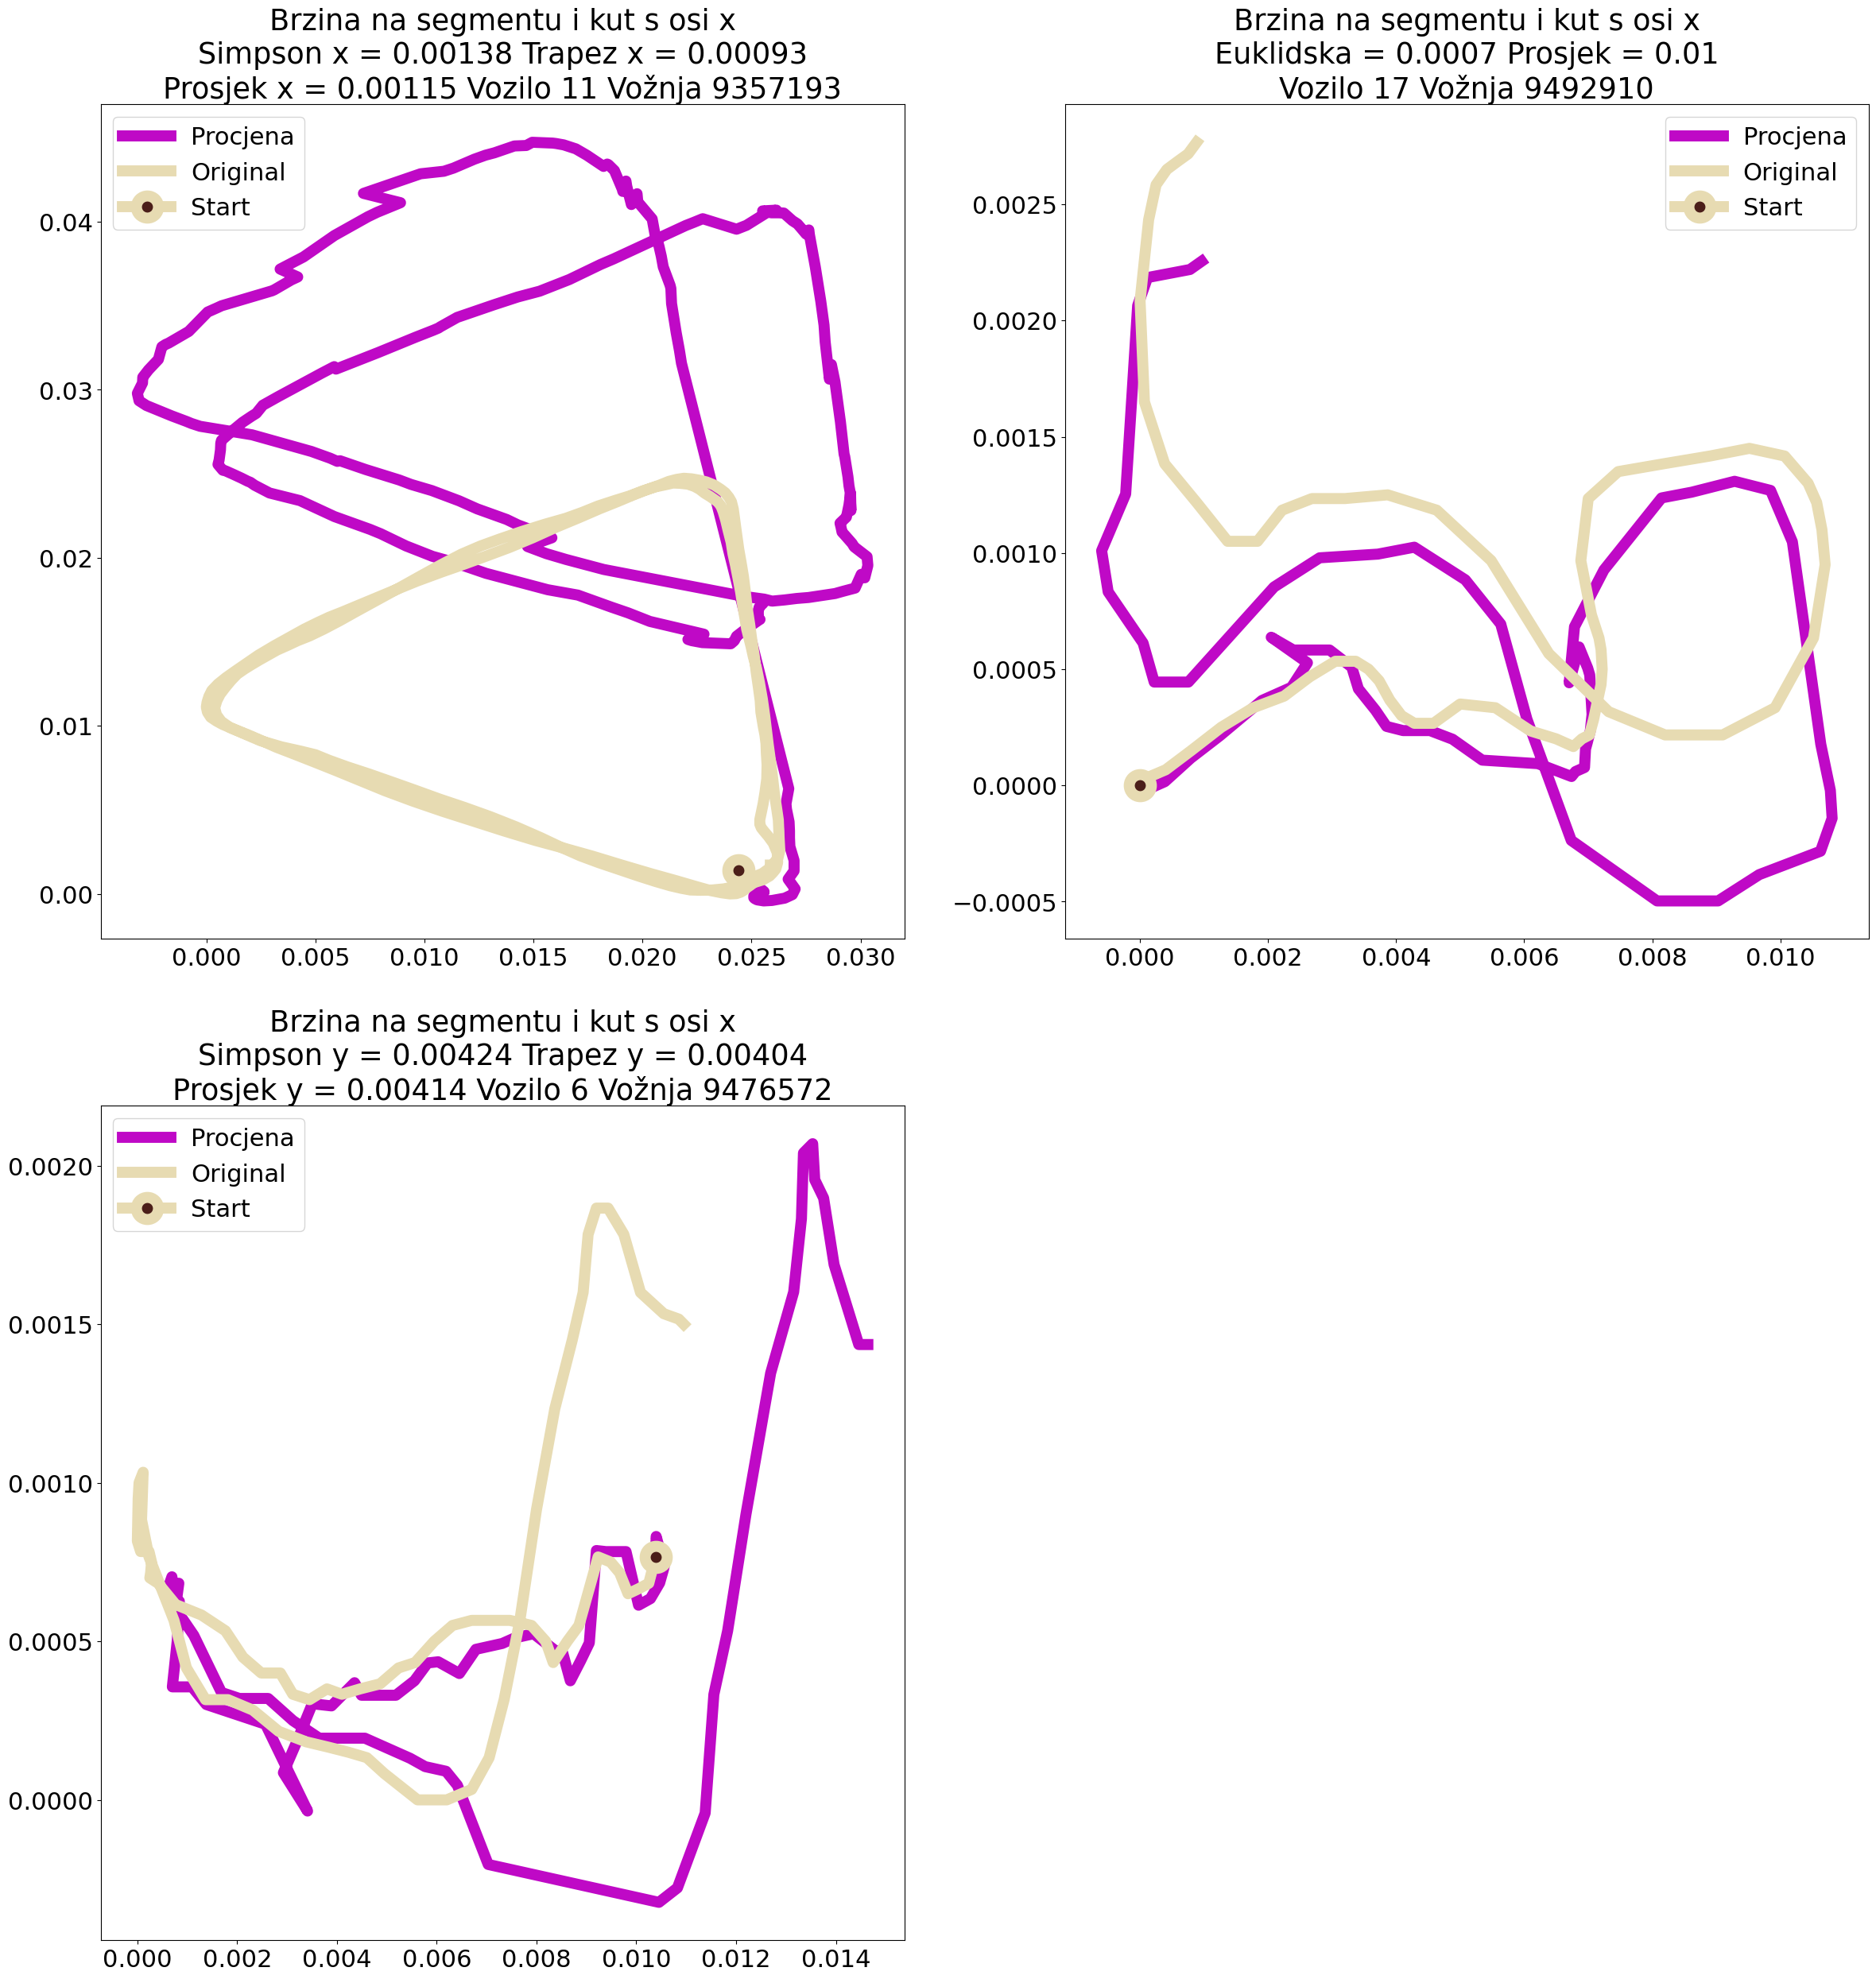 Brzina na segmentu i kut s osi x
Simpson x = 0.00138 Trapez x = 0.00093
Prosjek x = 0.00115 Vozilo 11 Vožnja 9357193
Procjena
Original
Start
0.04
0.03
0.02
0.01
0.00
0.000 0.005 0.010 0.015 0.020 0.025 0.030
Brzina na segmentu i kut s osi x
Euklidska = 0.0007 Prosjek = 0.01
Vozilo 17 Vožnja 9492910
Procjena
Original
Start
0.0025
0.0020
0.0015
0.0010
0.0005
0.0000
−0.0005
0.000 0.002 0.004 0.006 0.008 0.010
Brzina na segmentu i kut s osi x
Simpson y = 0.00424 Trapez y = 0.00404
Prosjek y = 0.00414 Vozilo 6 Vožnja 9476572
Procjena
Original
Start
0.0020
0.0015
0.0010
0.0005
0.0000
0.000 0.002 0.004 0.006 0.008 0.010 0.012 0.014